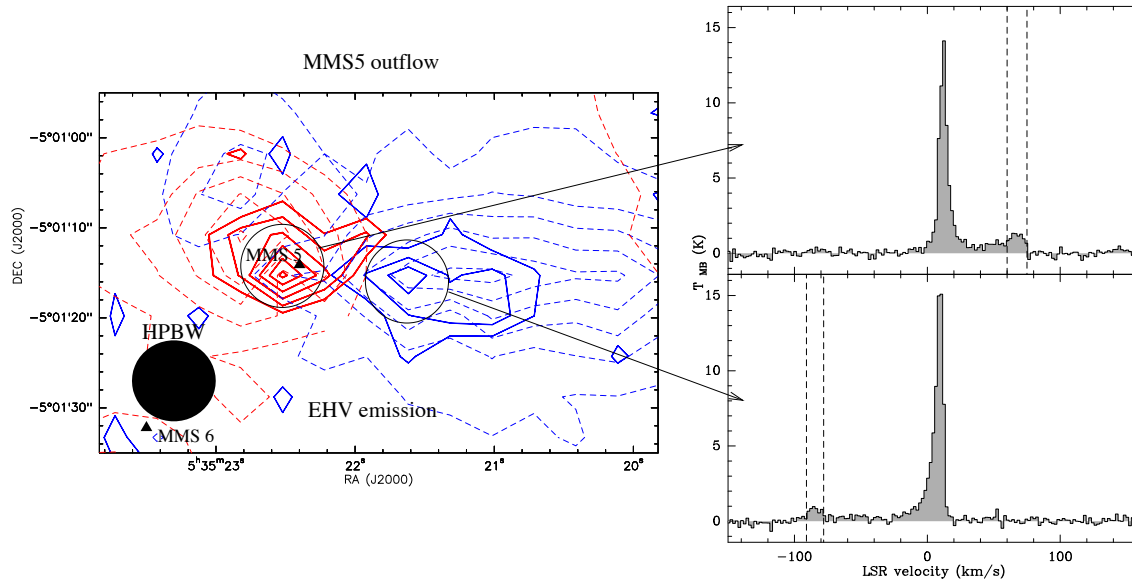 MMS5 outflow
−5°01'00"
−5°01'10"
−5°01'20"
−5°01'30"
DEC (J2000)
MMS 5
HPBW
EHV emission
MMS 6
5ʰ35ᵐ23ˢ
22ˢ
21ˢ
20ˢ
RA (J2000)
15
10
5
0
T MB (K)
15
10
5
0
−100
0
100
LSR velocity (km/s)